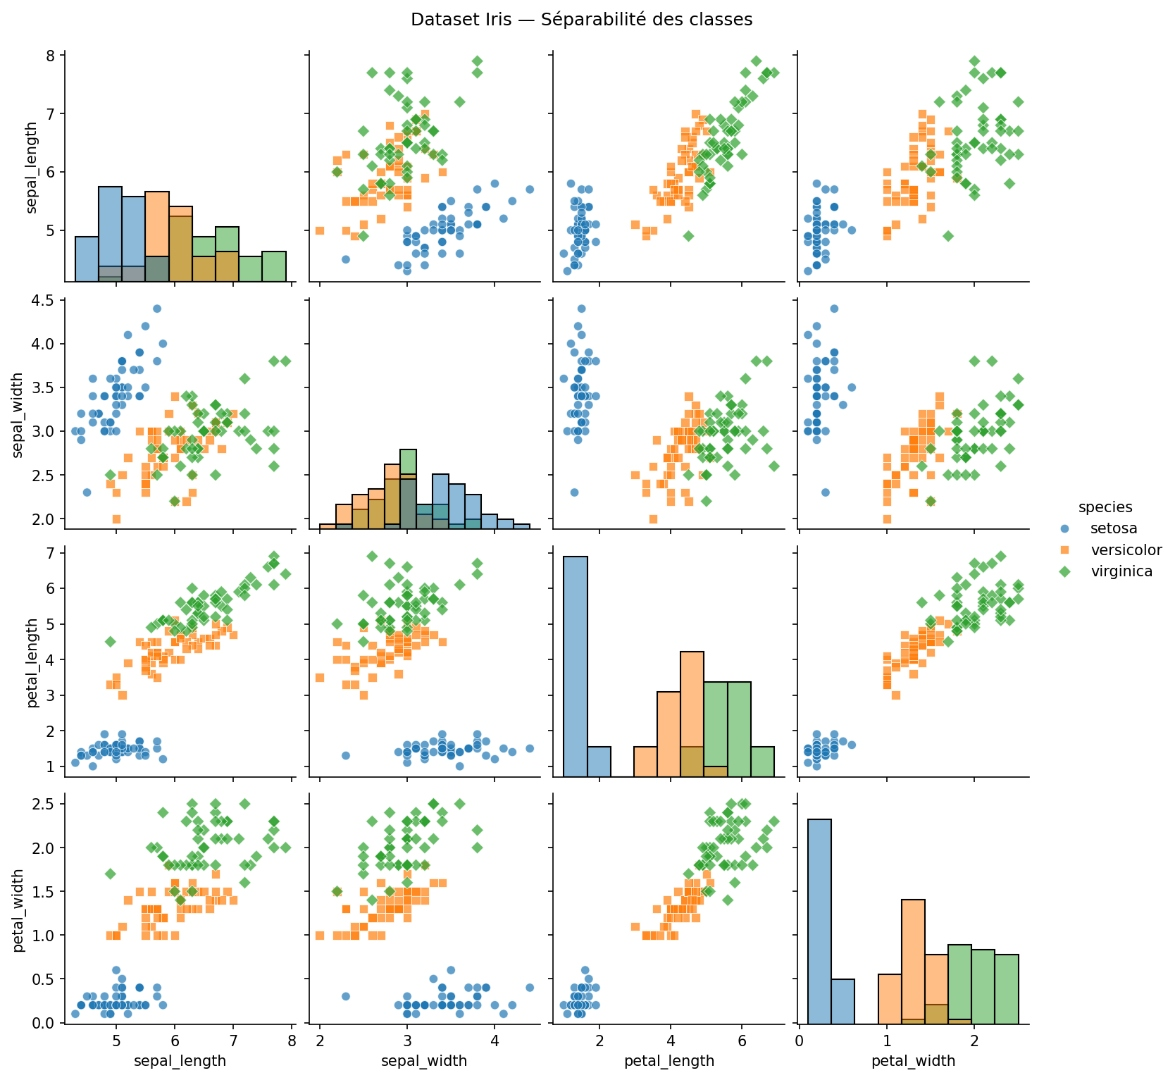 Dataset Iris — Séparabilité des classes
8
7
6
5
sepal_length
4.5
4.0
3.5
3.0
2.5
2.0
sepal_width
species
setosa
versicolor
virginica
7
6
5
4
3
2
1
petal_length
2.5
2.0
1.5
1.0
0.5
0.0
petal_width
5 6 7 8 2 3 4 2 4 6 0 1 2
sepal_length sepal_width petal_length petal_width